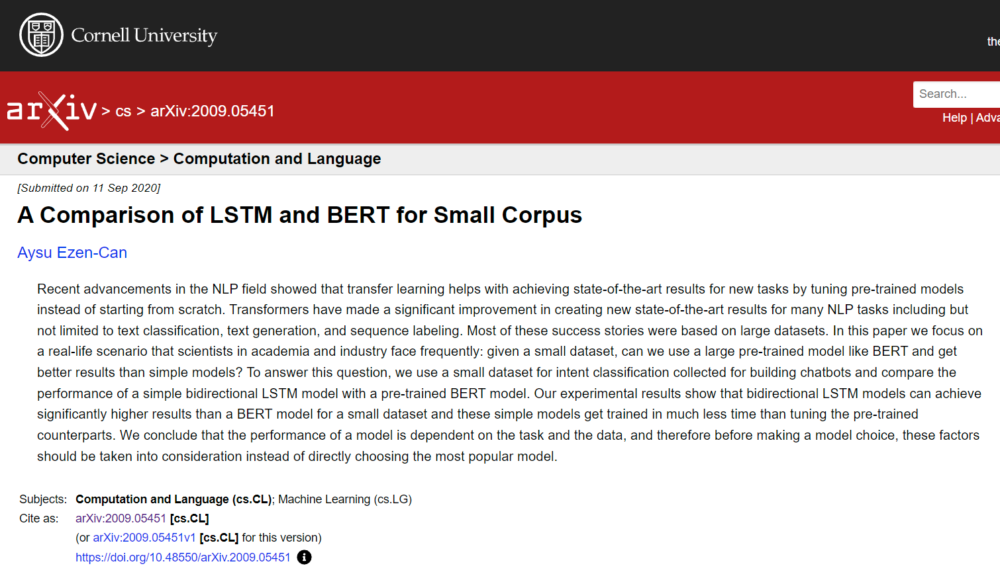 Cornell University
the
arXiv > cs > arXiv:2009.05451
Search...
Help | Adva
Computer Science > Computation and Language
[Submitted on 11 Sep 2020]
A Comparison of LSTM and BERT for Small Corpus
Aysu Ezen-Can
Recent advancements in the NLP field showed that transfer learning helps with achieving state-of-the-art results for new tasks by tuning pre-trained models
instead of starting from scratch. Transformers have made a significant improvement in creating new state-of-the-art results for many NLP tasks including but
not limited to text classification, text generation, and sequence labeling. Most of these success stories were based on large datasets. In this paper we focus on
a real-life scenario that scientists in academia and industry face frequently: given a small dataset, can we use a large pre-trained model like BERT and get
better results than simple models? To answer this question, we use a small dataset for intent classification collected for building chatbots and compare the
performance of a simple bidirectional LSTM model with a pre-trained BERT model. Our experimental results show that bidirectional LSTM models can achieve
significantly higher results than a BERT model for a small dataset and these simple models get trained in much less time than tuning the pre-trained
counterparts. We conclude that the performance of a model is dependent on the task and the data, and therefore before making a model choice, these factors
should be taken into consideration instead of directly choosing the most popular model.
Subjects: Computation and Language (cs.CL); Machine Learning (cs.LG)
Cite as: arXiv:2009.05451 [cs.CL]
(or arXiv:2009.05451v1 [cs.CL] for this version)
https://doi.org/10.48550/arXiv.2009.05451